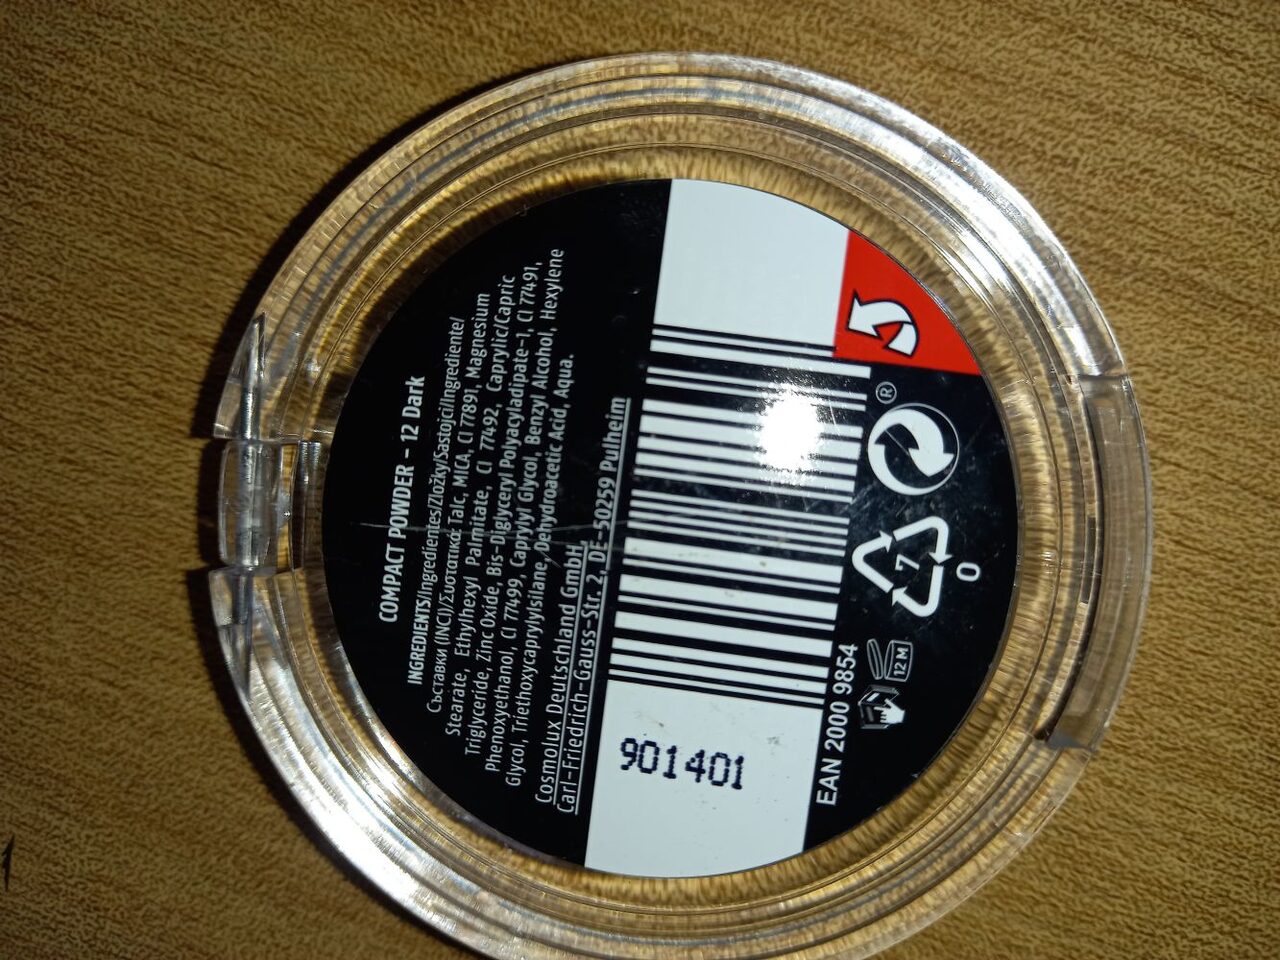 COMPACT POWDER - 12 Dark
INGREDIENTS/Ingredientes/Zložky/Sastojci/Ingrediente/
Съставки (INCI)/Συστατικά: Talc, MICA, CI 77891, Magnesium
Stearate, Ethylhexyl Palmitate, CI 77492, Caprylic/Capric
Triglyceride, Zinc Oxide, Bis-Diglyceryl Polyacyladipate-1, CI 77491,
Phenoxyethanol, CI 77499, Caprylyl Glycol, Benzyl Alcohol, Hexylene
Glycol, Triethoxycaprylylsilane, Dehydroacetic Acid, Aqua.
Cosmolux Deutschland GmbH,
Carl-Friedrich-Gauss-Str. 2, DE-50259 Pulheim
901401
EAN 2000 9854
12 M
7
O
®